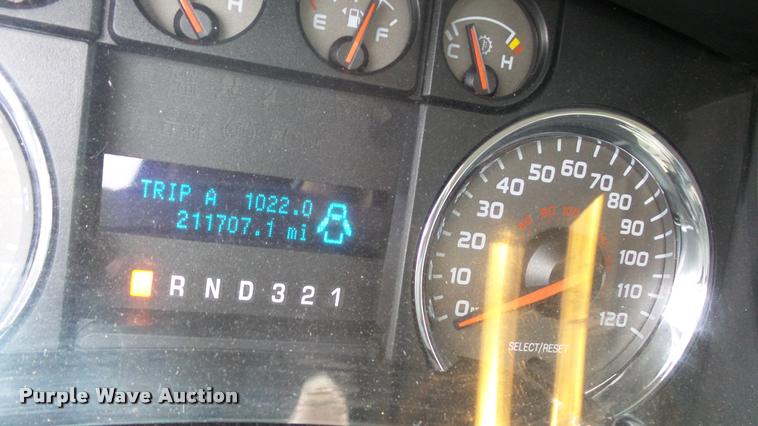 H
E F
C H
TRIP A 1022.0
211707.1 mi
R N D 3 2 1
0 10 20 30 40 50 60 70 80 90 100 110 120
SELECT/RESET
Purple Wave Auction